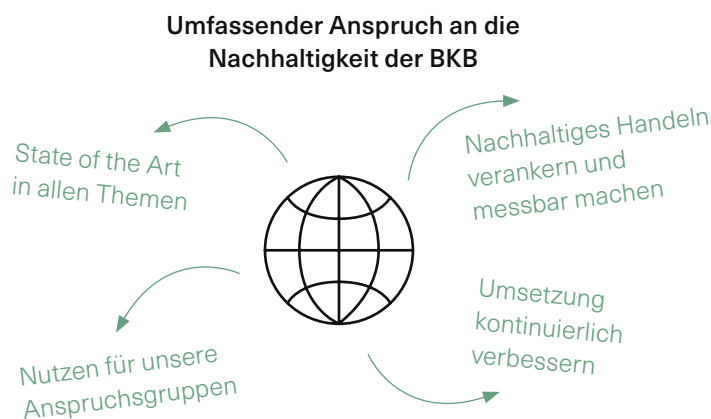 Umfassender Anspruch an die
Nachhaltigkeit der BKB
State of the Art
in allen Themen
Nachhaltiges Handeln
verankern und
messbar machen
Nutzen für unsere
Anspruchsgruppen
Umsetzung
kontinuierlich
verbessern